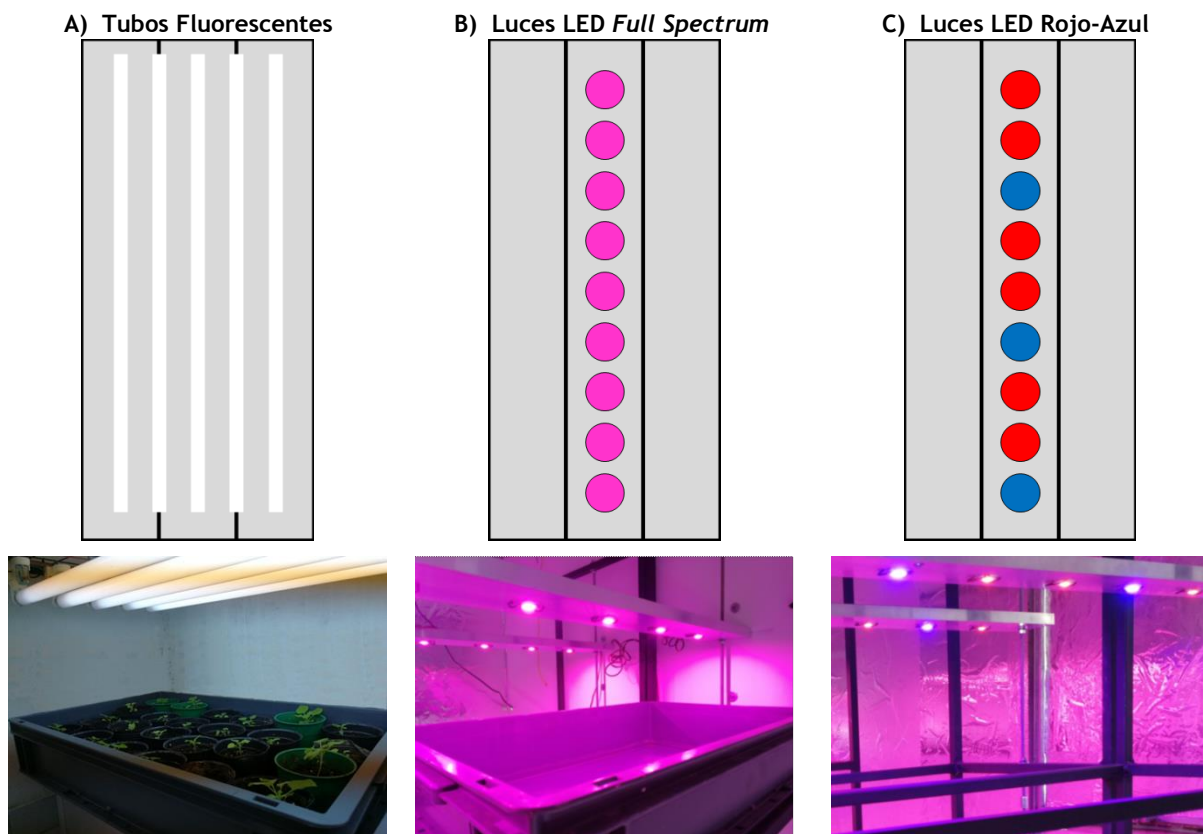 A) Tubos Fluorescentes
B) Luces LED Full Spectrum
C) Luces LED Rojo-Azul